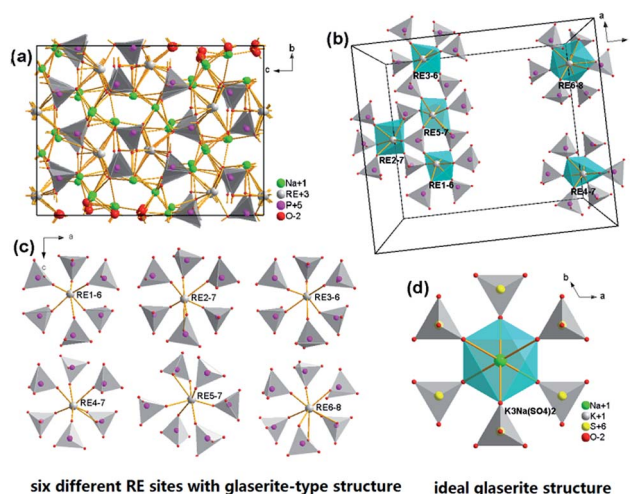 (a)
b
c
Na+1
RE+3
P+5
O-2
(b)
a
RE3-6
RE6-8
RE5-7
RE2-7
RE1-6
RE4-7
(c)
a
c
RE1-6
RE2-7
RE3-6
RE4-7
RE5-7
RE6-8
six different RE sites with glaserite-type structure
(d)
b
a
K3Na(SO4)2
Na+1
K+1
S+6
O-2
ideal glaserite structure